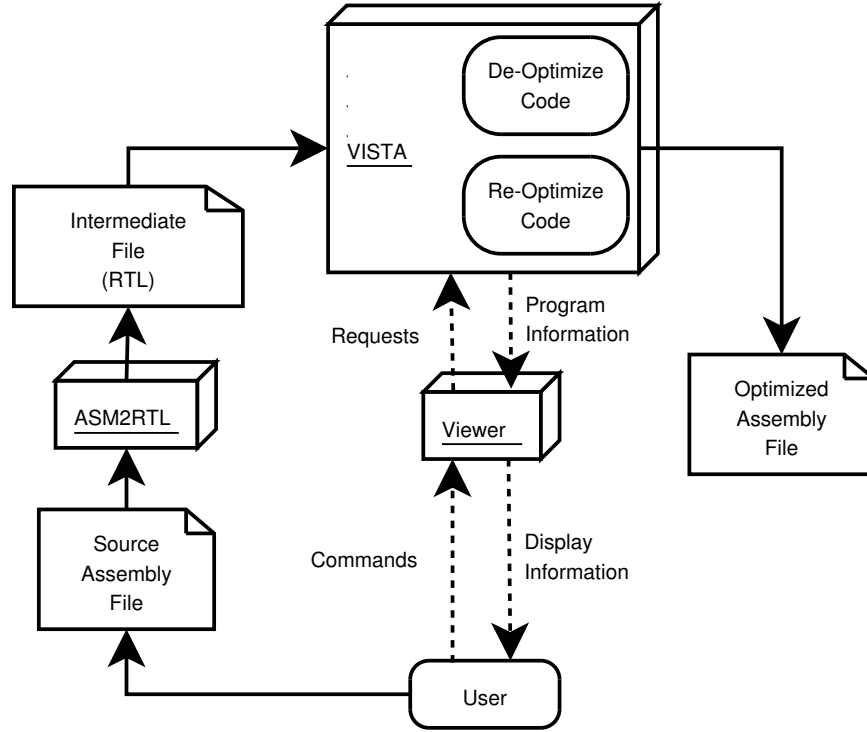 De-Optimize
Code
.
.
.
VISTA
Re-Optimize
Code
Intermediate
File
(RTL)
Requests
Program
Information
ASM2RTL
Viewer
Optimized
Assembly
File
Source
Assembly
File
Commands
Display
Information
User